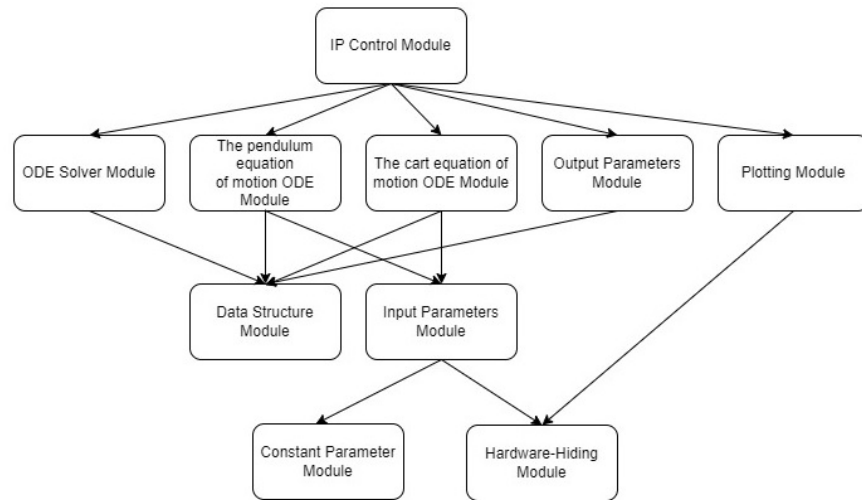 IP Control Module
ODE Solver Module
The pendulum
equation
of motion ODE
Module
The cart equation of
motion ODE Module
Output Parameters
Module
Plotting Module
Data Structure
Module
Input Parameters
Module
Constant Parameter
Module
Hardware-Hiding
Module